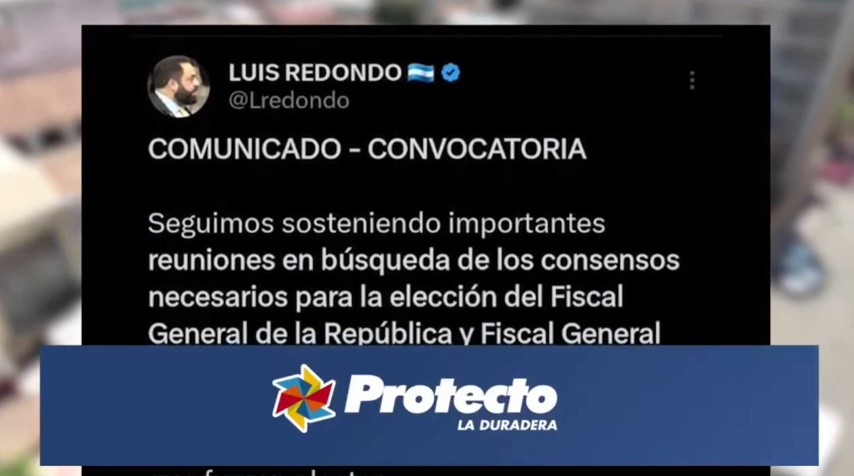 LUIS REDONDO
@Lredondo
COMUNICADO - CONVOCATORIA
Seguimos sosteniendo importantes
reuniones en búsqueda de los consensos
necesarios para la elección del Fiscal
General de la República y Fiscal General
Protecto
LA DURADERA